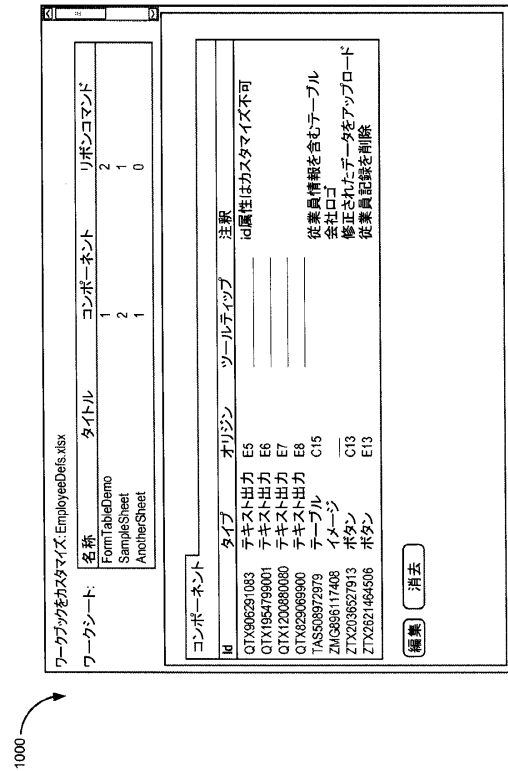 1000
ワークブックをカスタマイズ: EmployeeDefs.xlsx
ワークシート: 名称 タイトル コンポーネント リボンコマンド
FormTableDemo 1 2
SampleSheet 2 1
AnotherSheet 1 0
コンポーネント
Id タイプ オリジン ツールティップ 注釈
QTX906291083 テキスト出力 E5 id属性はカスタマイズ不可
QTX1954799001 テキスト出力 E6
QTX1200880080 テキスト出力 E7
QTX829069900 テキスト出力 E8
TAS508972979 テーブル C15 従業員情報を含むテーブル
ZMG896117408 イメージ 会社ロゴ
ZTX2036527913 ボタン C13 修正されたデータをアップロード
ZTX2621464506 ボタン E13 従業員記録を削除
編集 消去